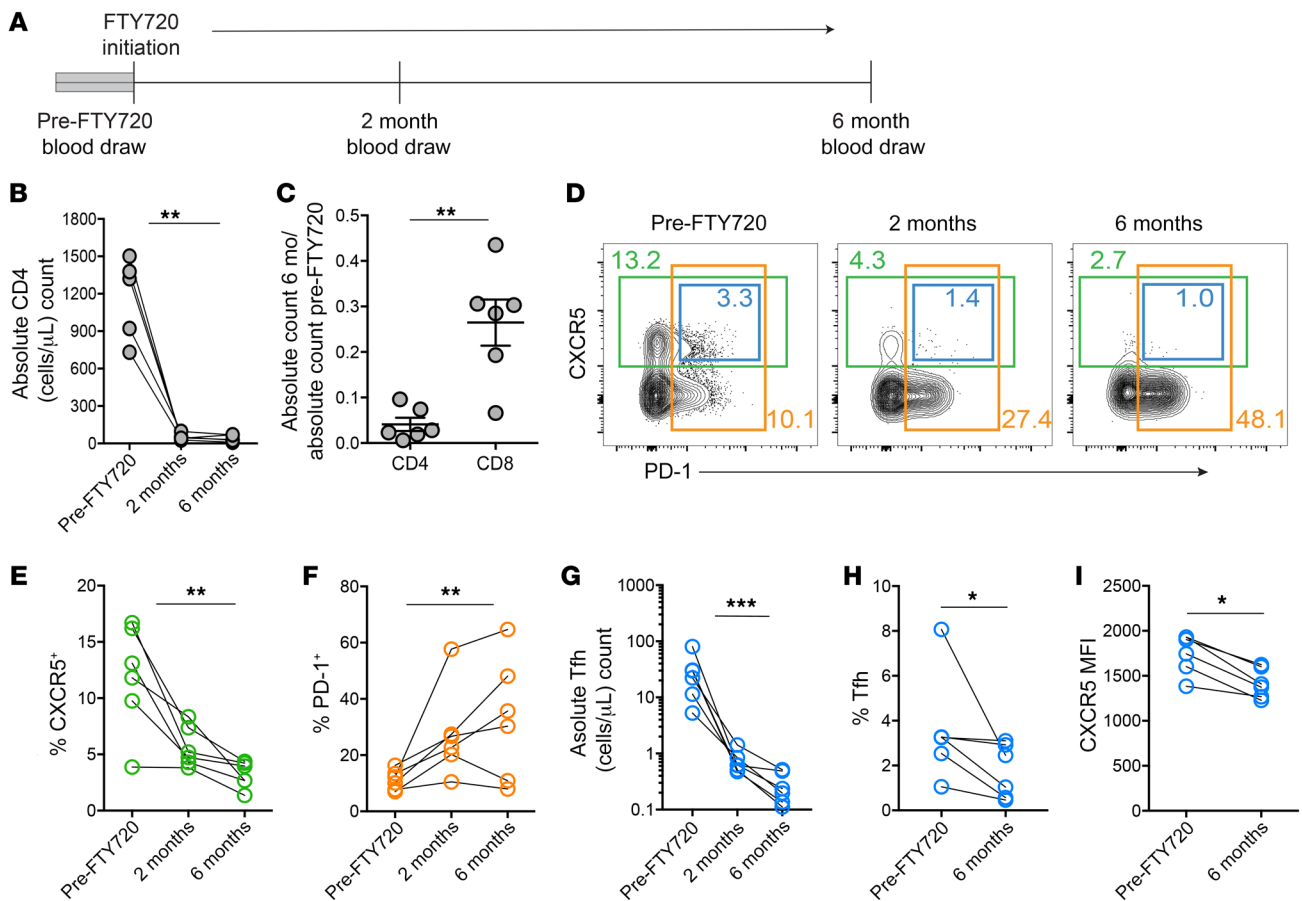 A
FTY720
initiation
Pre-FTY720
blood draw
2 month
blood draw
6 month
blood draw
B
Absolute CD4
(cells/μL) count
1800
1500
1200
900
600
300
0
**
Pre-FTY720
2 months
6 months
C
Absolute count 6 mo/
absolute count pre-FTY720
0.5
0.4
0.3
0.2
0.1
0.0
**
CD4
CD8
D
Pre-FTY720
2 months
6 months
CXCR5
13.2
3.3
10.1
4.3
1.4
27.4
2.7
1.0
48.1
PD-1
E
% CXCR5+
20
15
10
5
0
**
Pre-FTY720
2 months
6 months
F
% PD-1+
80
60
40
20
0
**
Pre-FTY720
2 months
6 months
G
Asolute Tfh
(cells/μL) count
1000
100
10
1
0.1
***
Pre-FTY720
2 months
6 months
H
% Tfh
10
8
6
4
2
0
*
Pre-FTY720
6 months
I
CXCR5 MFI
2500
2000
1500
1000
500
0
*
Pre-FTY720
6 months